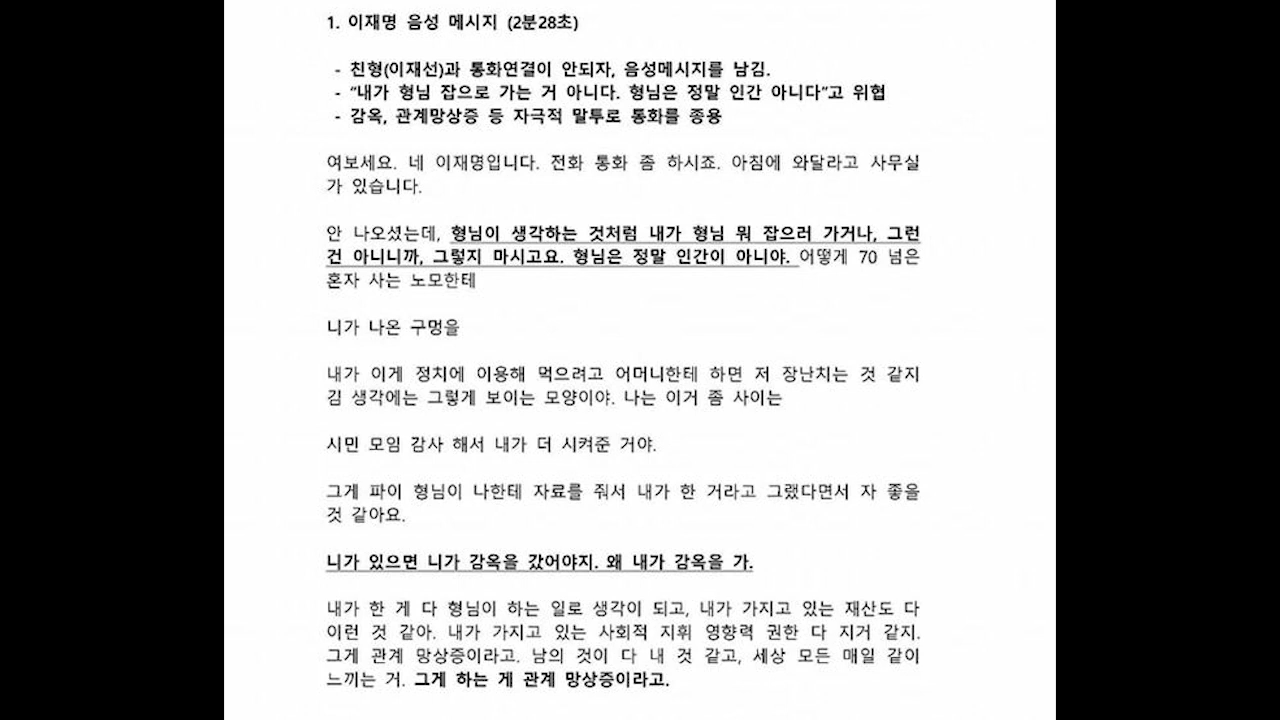 1. 이재명 음성 메시지 (2분28초)
- 친형(이재선)과 통화연결이 안되자, 음성메시지를 남김.
- “내가 형님 잡으로 가는 거 아니다. 형님은 정말 인간 아니다”고 위협
- 감옥, 관계망상증 등 자극적 말투로 통화를 종용
여보세요. 네 이재명입니다. 전화 통화 좀 하시죠. 아침에 와달라고 사무실
가 있습니다.
안 나오셨는데, 형님이 생각하는 것처럼 내가 형님 뭐 잡으러 가거나, 그런
건 아니니까, 그렇지 마시고요. 형님은 정말 인간이 아니야. 어떻게 70 넘은
혼자 사는 노모한테
니가 나온 구멍을
내가 이게 정치에 이용해 먹으려고 어머니한테 하면 저 장난치는 것 같지
김 생각에는 그렇게 보이는 모양이야. 나는 이거 좀 사이는
시민 모임 감사 해서 내가 더 시켜준 거야.
그게 파이 형님이 나한테 자료를 줘서 내가 한 거라고 그랬다면서 자 좋을
것 같아요.
니가 있으면 니가 감옥을 갔어야지. 왜 내가 감옥을 가.
내가 한 게 다 형님이 하는 일로 생각이 되고, 내가 가지고 있는 재산도 다
이런 것 같아. 내가 가지고 있는 사회적 지휘 영향력 권한 다 지거 같지.
그게 관계 망상증이라고. 남의 것이 다 내 것 같고, 세상 모든 매일 같이
느끼는 거. 그게 하는 게 관계 망상증이라고.